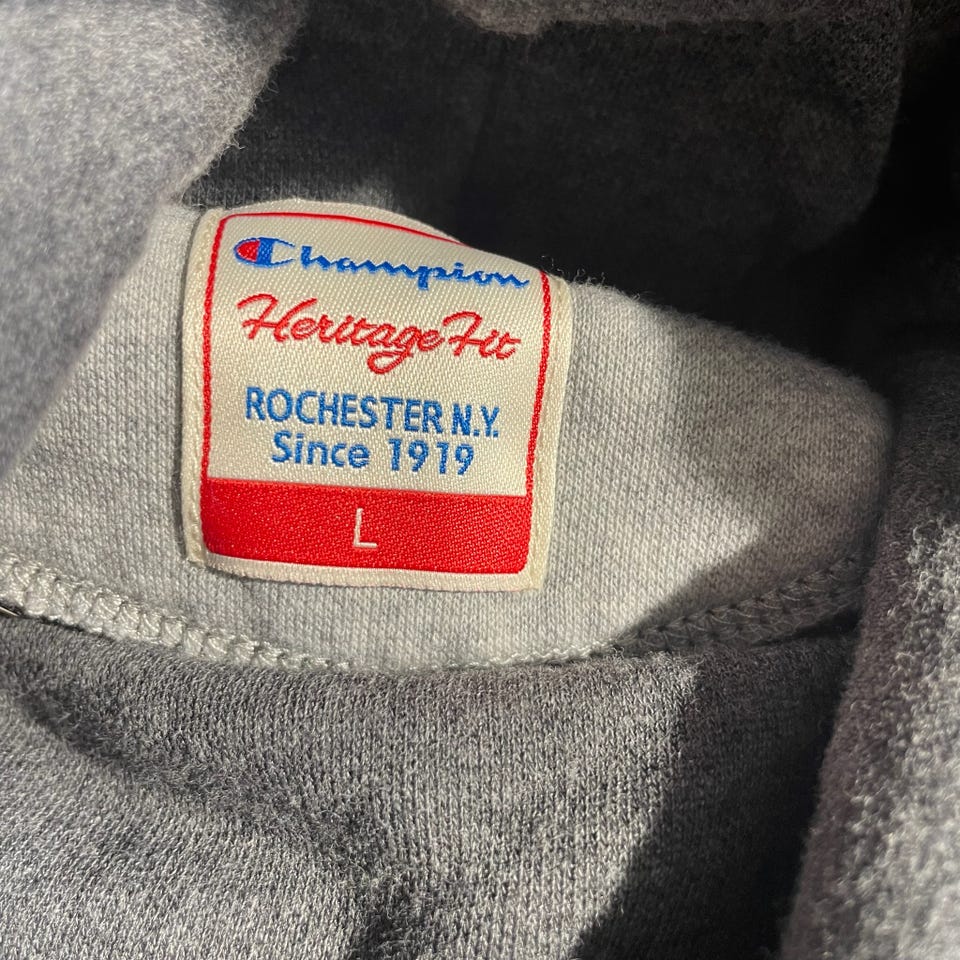 Champion
Heritage Fit
ROCHESTER N.Y.
Since 1919
L